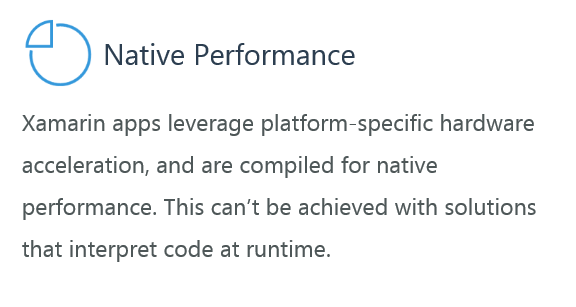 Native Performance
Xamarin apps leverage platform-specific hardware
acceleration, and are compiled for native
performance. This can’t be achieved with solutions
that interpret code at runtime.